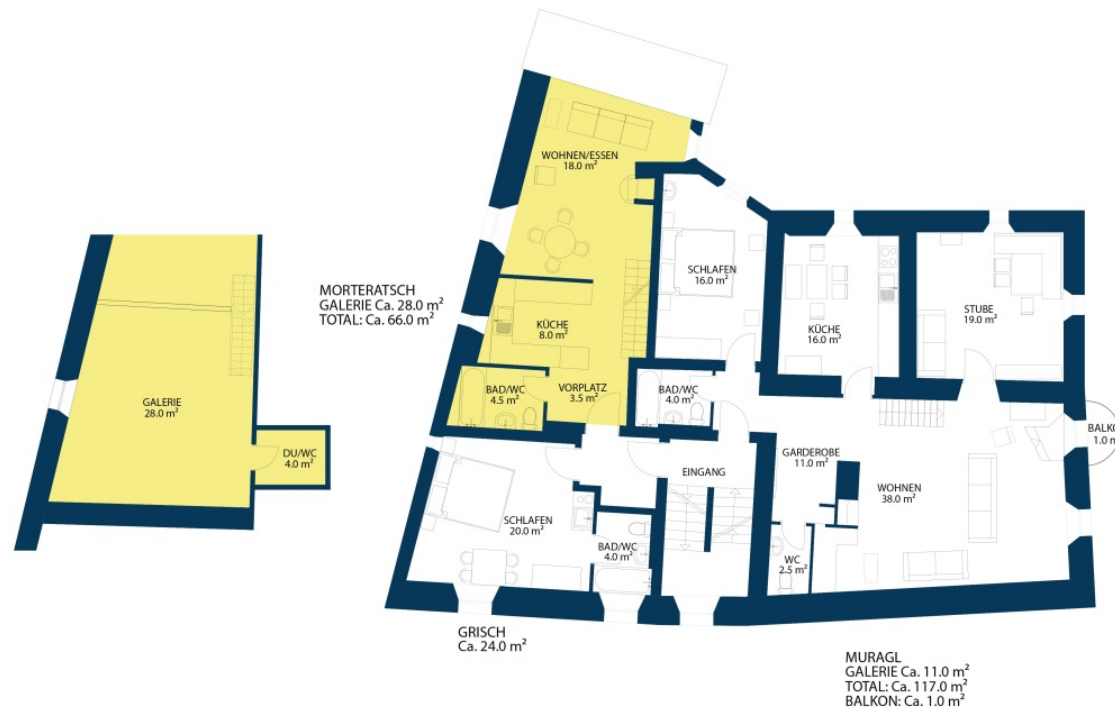 WOHNEN/ESSEN
18.0 m²
SCHLAFEN
16.0 m²
MORTERATSCH
GALERIE Ca. 28.0 m²
TOTAL: Ca. 66.0 m²
KÜCHE
8.0 m²
KÜCHE
16.0 m²
STUBE
19.0 m²
GALERIE
28.0 m²
BAD/WC
4.5 m²
VORPLATZ
3.5 m²
BAD/WC
4.0 m²
BALKO
1.0 m
DU/WC
4.0 m²
EINGANG
GARDEROBE
11.0 m²
WOHNEN
38.0 m²
SCHLAFEN
20.0 m²
BAD/WC
4.0 m²
WC
2.5 m²
GRISCH
Ca. 24.0 m²
MURAGL
GALERIE Ca. 11.0 m²
TOTAL: Ca. 117.0 m²
BALKON: Ca. 1.0 m²